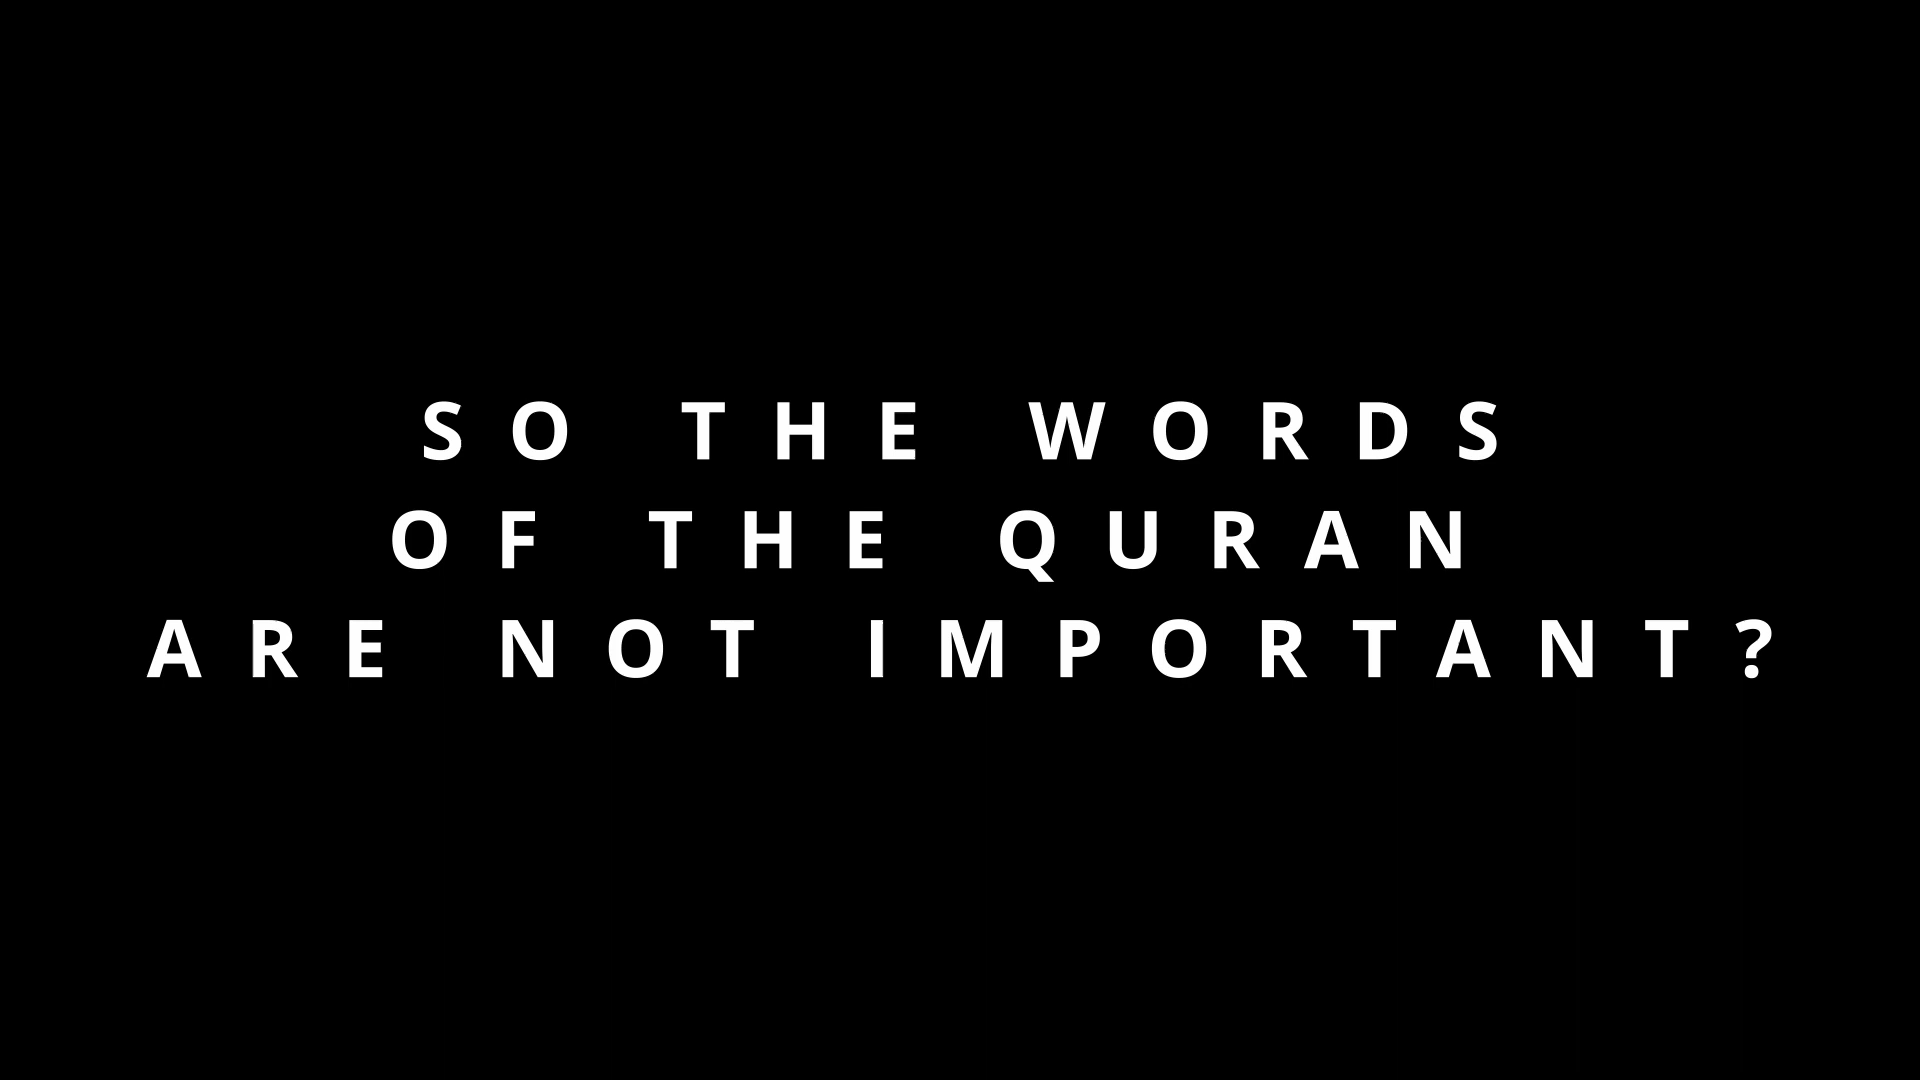 SO THE WORDS
OF THE QURAN
ARE NOT IMPORTANT?